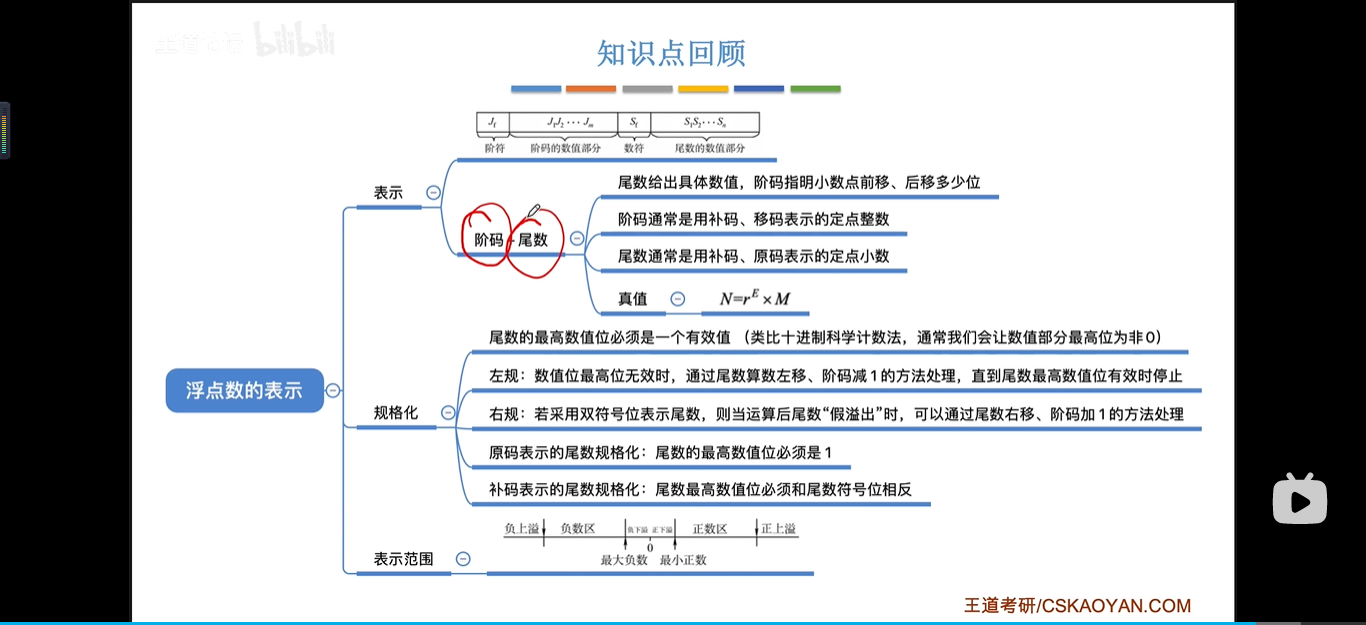 王道论坛 bilibili
知识点回顾
J_f J₁J₂···J_m S_f S₁S₂···S_n
阶符 阶码的数值部分 数符 尾数的数值部分
表示
阶码 尾数
尾数给出具体数值，阶码指明小数点前移、后移多少位
阶码通常是用补码、移码表示的定点整数
尾数通常是用补码、原码表示的定点小数
真值 N=r^E×M
浮点数的表示
规格化
尾数的最高数值位必须是一个有效值 （类比十进制科学计数法，通常我们会让数值部分最高位为非0）
左规：数值位最高位无效时，通过尾数算数左移、阶码减1的方法处理，直到尾数最高数值位有效时停止
右规：若采用双符号位表示尾数，则当运算后尾数“假溢出”时，可以通过尾数右移、阶码加1的方法处理
原码表示的尾数规格化：尾数的最高数值位必须是1
补码表示的尾数规格化：尾数最高数值位必须和尾数符号位相反
表示范围
负上溢 负数区 负下溢 正下溢 正数区 正上溢
0
最大负数 最小正数
王道考研/CSKAOYAN.COM